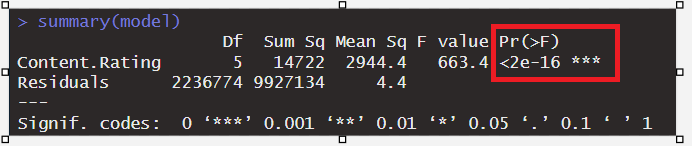 > summary(model)
Df Sum Sq Mean Sq F value Pr(>F)
Content.Rating 5 14722 2944.4 663.4 <2e-16 ***
Residuals 2236774 9927134 4.4
---
Signif. codes: 0 ‘***’ 0.001 ‘**’ 0.01 ‘*’ 0.05 ‘.’ 0.1 ‘ ’ 1